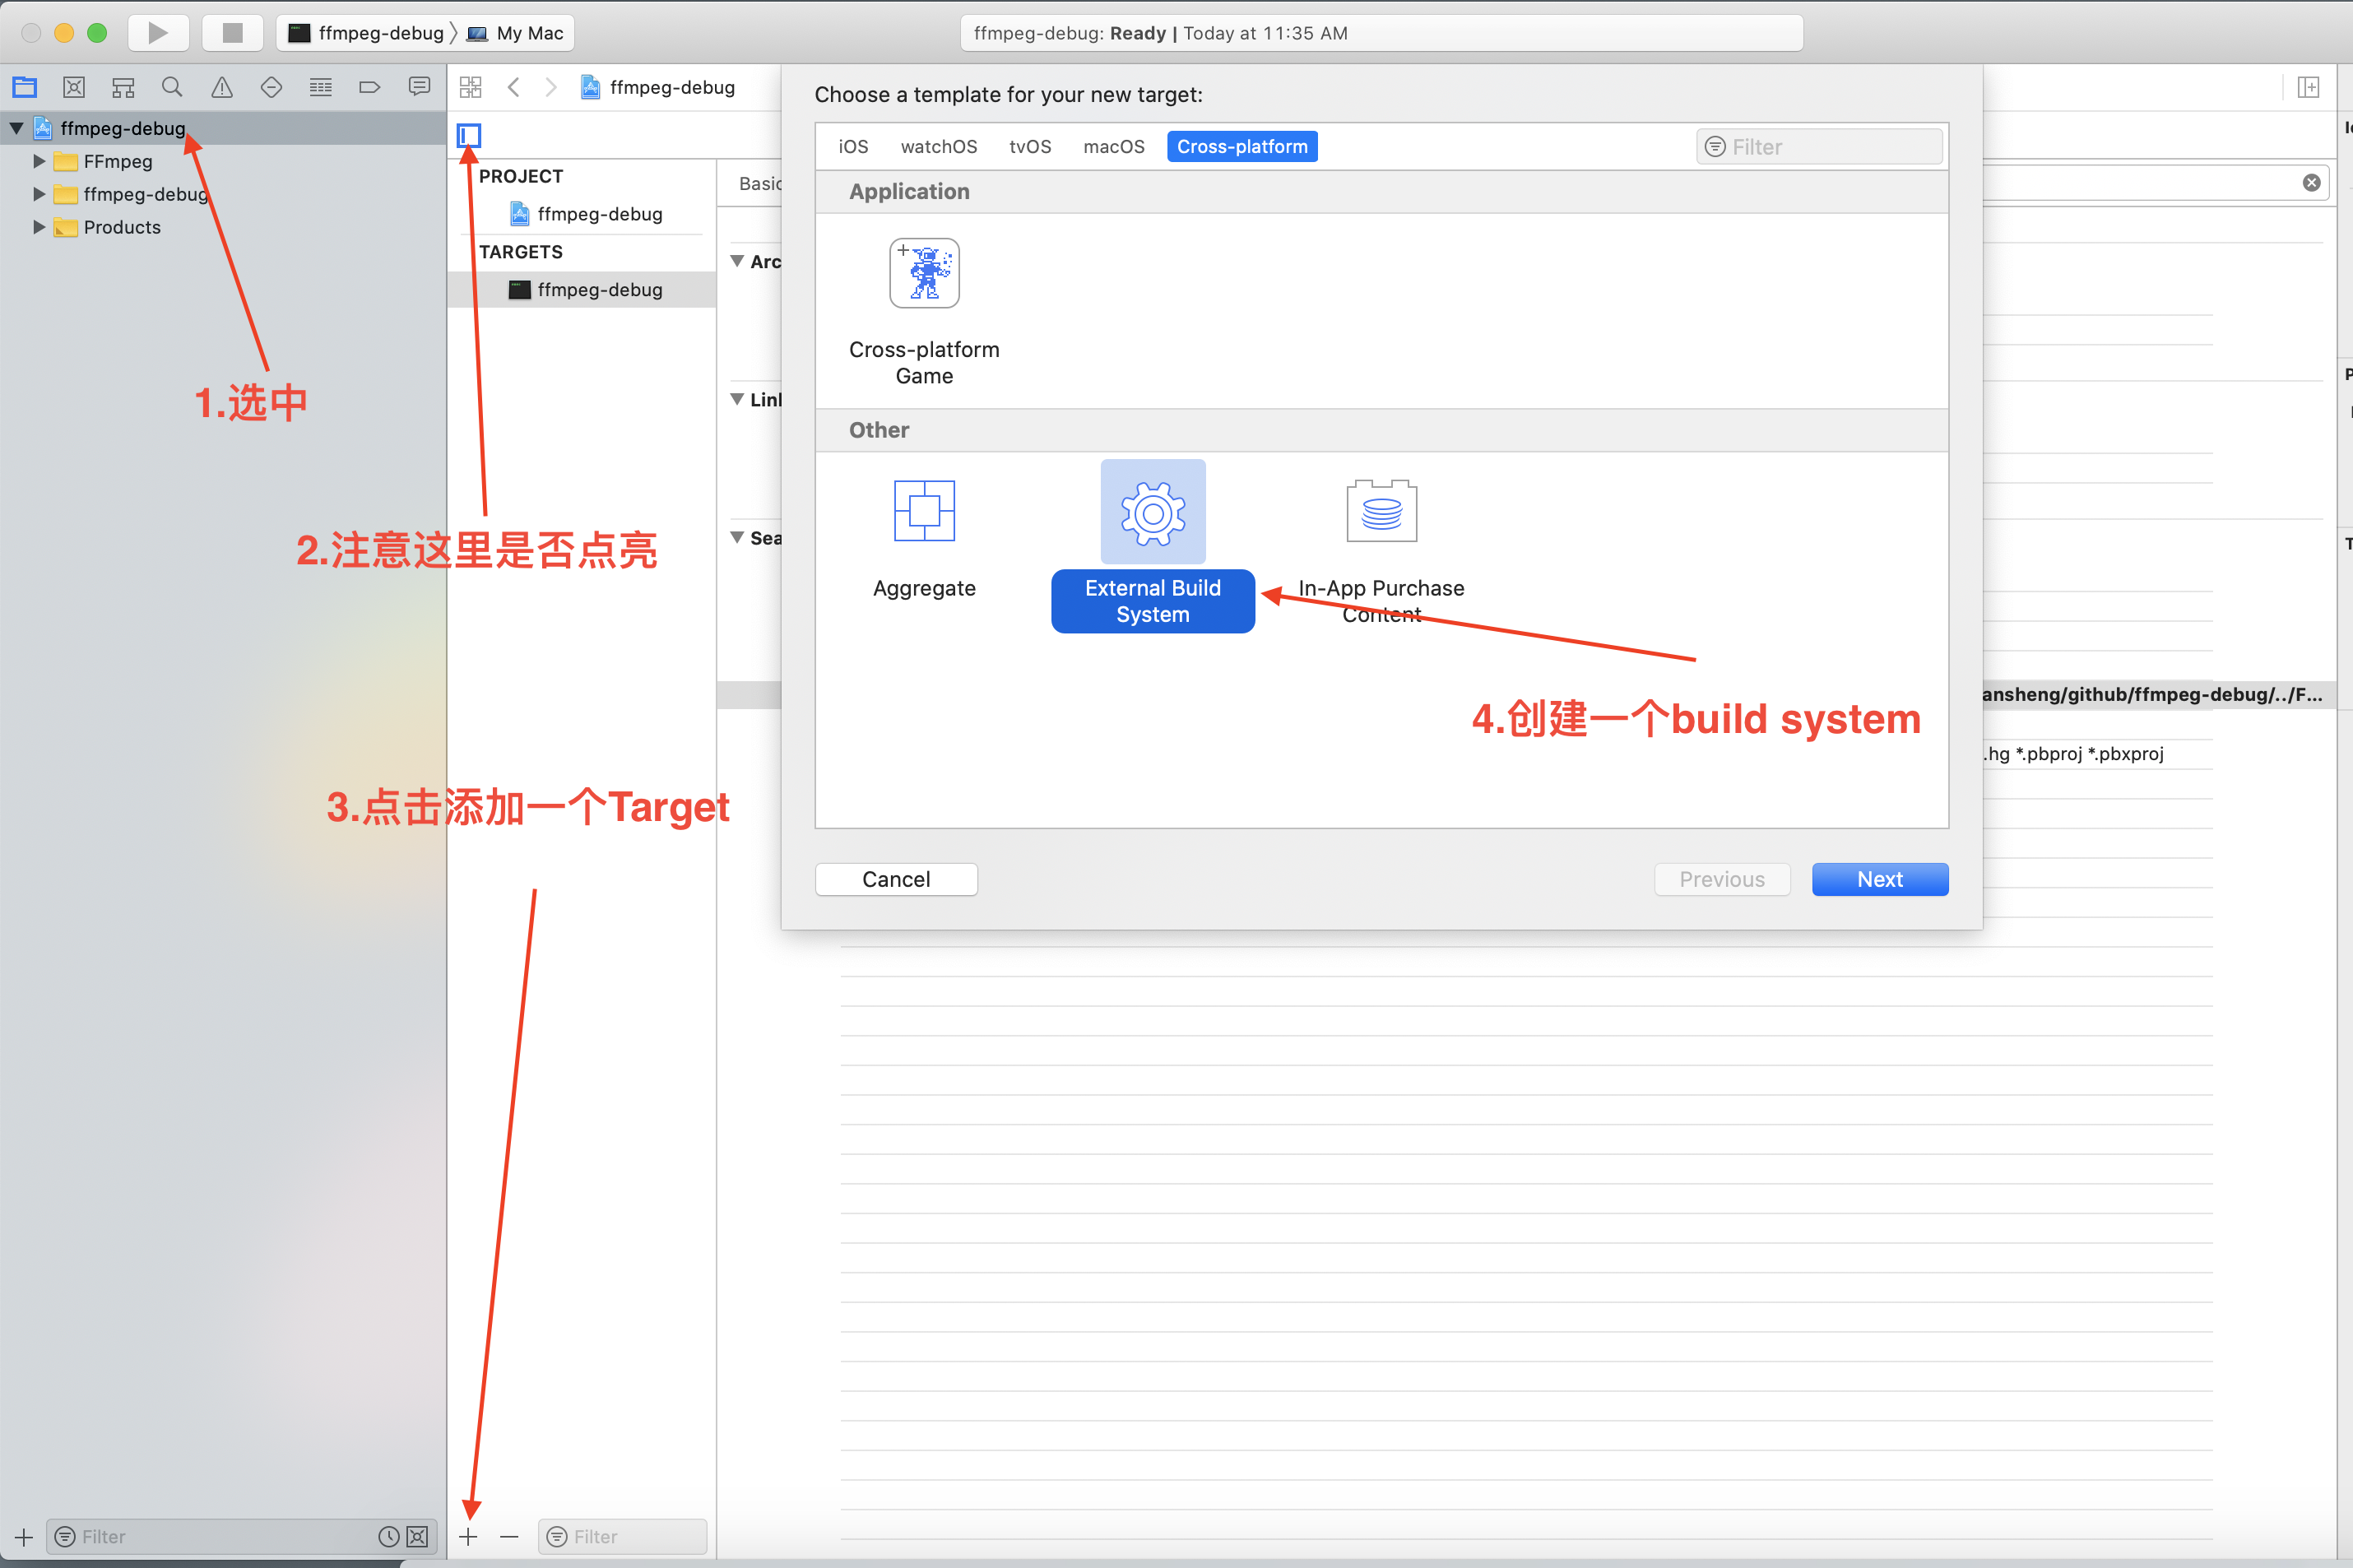 ffmpeg-debug
My Mac
ffmpeg-debug: Ready | Today at 11:35 AM
ffmpeg-debug
FFmpeg
ffmpeg-debug
Products
1.选中
2.注意这里是否点亮
3.点击添加一个Target
Filter
ffmpeg-debug
PROJECT
ffmpeg-debug
TARGETS
ffmpeg-debug
Filter
Choose a template for your new target:
iOS
watchOS
tvOS
macOS
Cross-platform
Filter
Application
Cross-platform
Game
Other
Aggregate
External Build
System
In-App Purchase
Content
4.创建一个build system
Cancel
Previous
Next
ansheng/github/ffmpeg-debug/../F...
.hg *.pbproj *.pbxproj